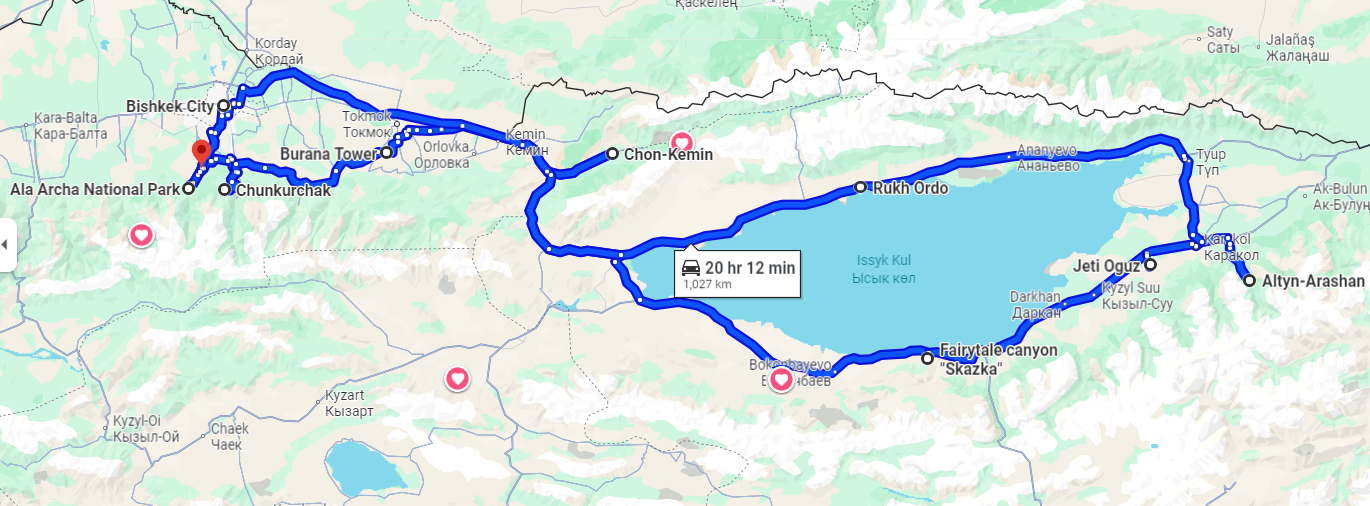 Қаскелең
Korday
Қордай
Saty
Саты
Jalañaş
Жалаңаш
Bishkek City
Kara-Balta
Кара-Балта
Tokmok
Токмок
Kemin
Кемин
Orlovka
Орловка
Burana Tower
Chon-Kemin
Ananyevo
Ананьево
Tyup
Түп
Ala Archa National Park
Chunkurchak
Rukh Ordo
Ak-Bulun
Ак-Булуң
Karakol
Каракол
20 hr 12 min
1,027 km
Issyk Kul
Ысык көл
Jeti Oguz
Altyn-Arashan
Kyzyl Suu
Кызыл-Суу
Darkhan
Даркан
Fairytale canyon
"Skazka"
Kyzart
Кызарт
Kyzyl-Oi
Кызыл-Ой
Chaek
Чаек